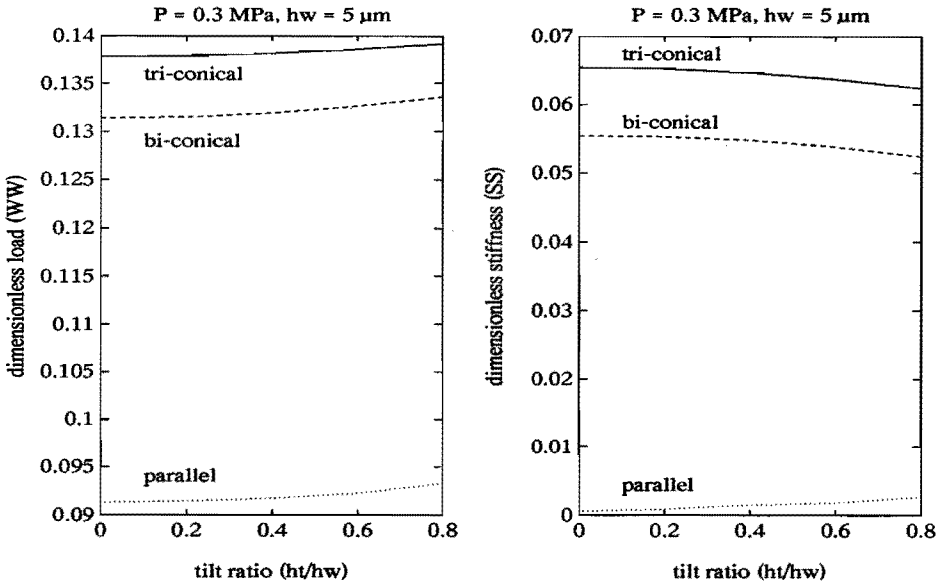 P = 0.3 MPa, hw = 5 μm
0.14
0.135
0.13
0.125
0.12
0.115
0.11
0.105
0.1
0.095
0.09
dimensionless load (WW)
tri-conical
bi-conical
parallel
0 0.2 0.4 0.6 0.8
tilt ratio (ht/hw)
P = 0.3 MPa, hw = 5 μm
0.07
0.06
0.05
0.04
0.03
0.02
0.01
0
dimensionless stiffness (SS)
tri-conical
bi-conical
parallel
0 0.2 0.4 0.6 0.8
tilt ratio (ht/hw)